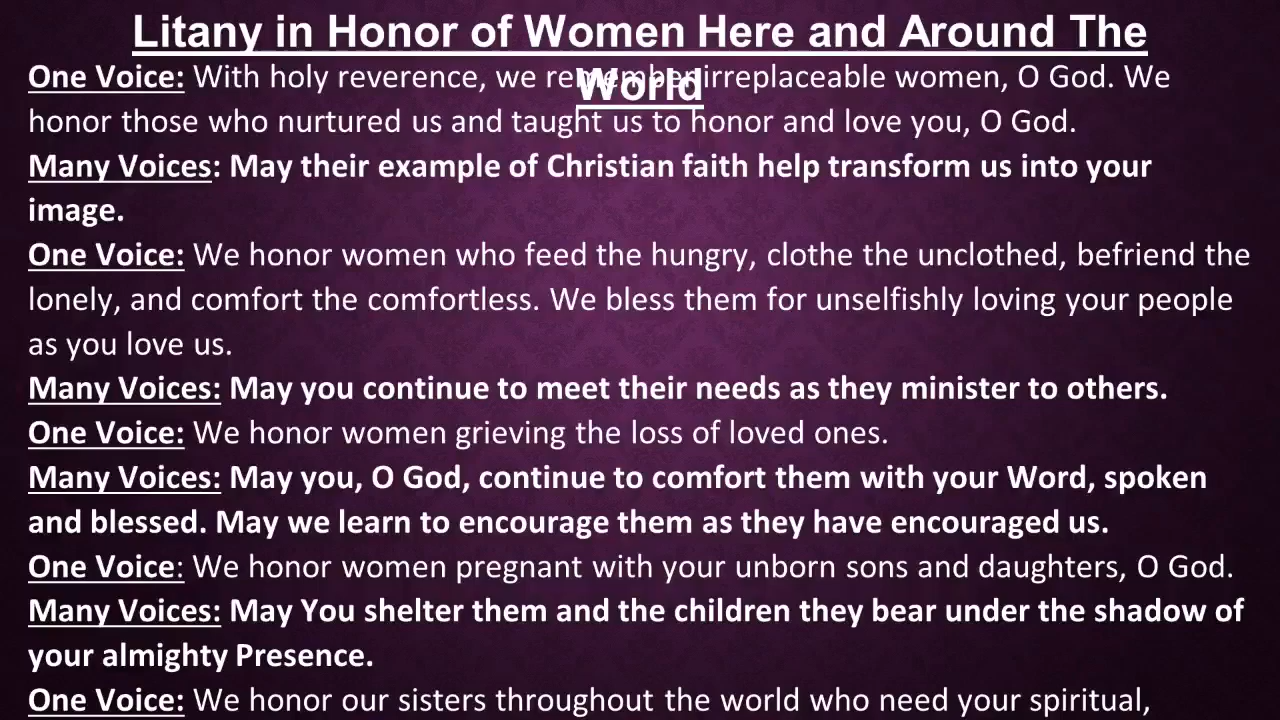 Litany in Honor of Women Here and Around The
World
One Voice: With holy reverence, we remember irreplaceable women, O God. We
honor those who nurtured us and taught us to honor and love you, O God.
Many Voices: May their example of Christian faith help transform us into your
image.
One Voice: We honor women who feed the hungry, clothe the unclothed, befriend the
lonely, and comfort the comfortless. We bless them for unselfishly loving your people
as you love us.
Many Voices: May you continue to meet their needs as they minister to others.
One Voice: We honor women grieving the loss of loved ones.
Many Voices: May you, O God, continue to comfort them with your Word, spoken
and blessed. May we learn to encourage them as they have encouraged us.
One Voice: We honor women pregnant with your unborn sons and daughters, O God.
Many Voices: May You shelter them and the children they bear under the shadow of
your almighty Presence.
One Voice: We honor our sisters throughout the world who need your spiritual,